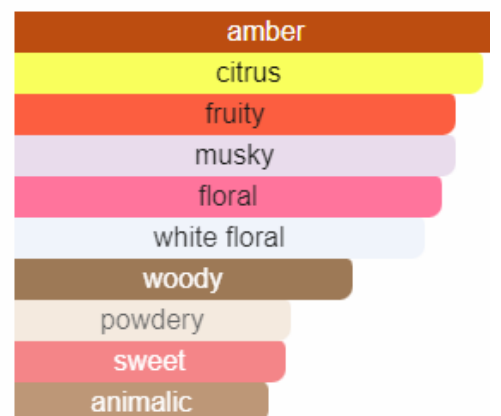 amber
citrus
fruity
musky
floral
white floral
woody
powdery
sweet
animalic